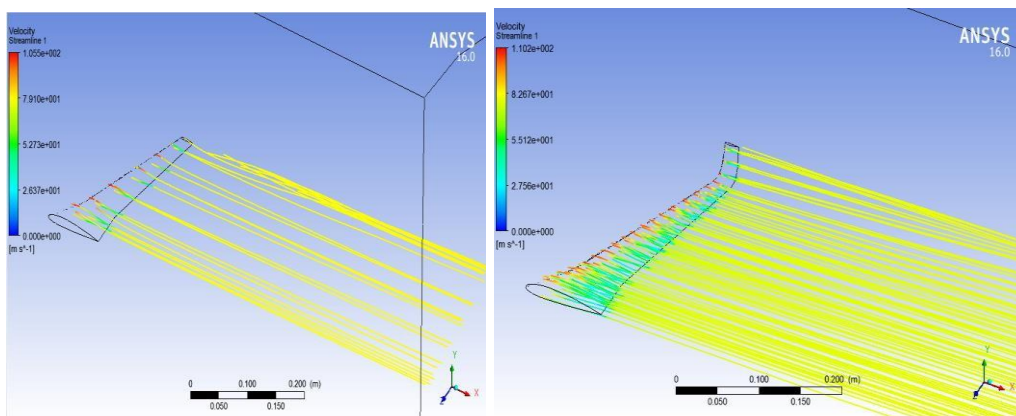 Velocity
Streamline 1
1.055e+002
7.910e+001
5.273e+001
2.637e+001
0.000e+000
[m s^-1]
ANSYS
16.0
0 0.100 0.200 (m)
0.050 0.150
Y
X
Z
Velocity
Streamline 1
1.102e+002
8.267e+001
5.512e+001
2.756e+001
0.000e+000
[m s^-1]
ANSYS
16.0
0 0.100 0.200 (m)
0.050 0.150
Y
X
Z